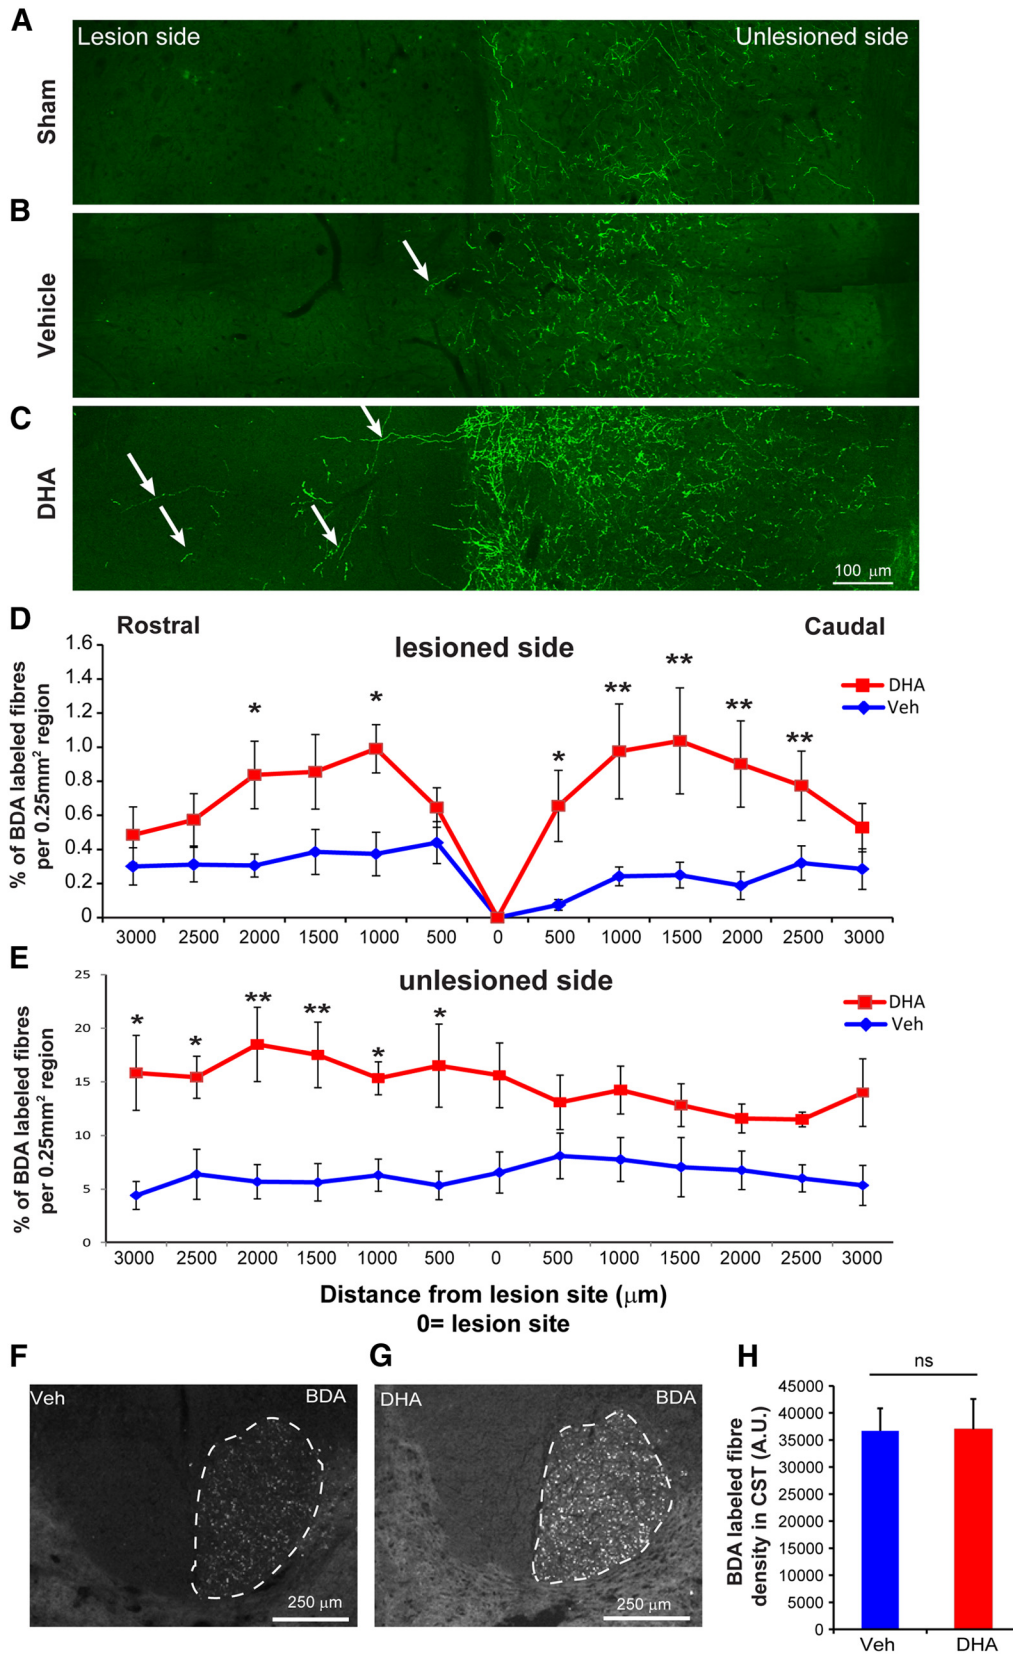 A
Lesion side
Unlesioned side
Sham
B
Vehicle
C
DHA
100 μm
D
Rostral
lesioned side
Caudal
% of BDA labeled fibres
per 0.25mm² region
1.6
1.4
1.2
1.0
0.8
0.6
0.4
0.2
0
* * * ** ** ** **
DHA
Veh
3000 2500 2000 1500 1000 500 0 500 1000 1500 2000 2500 3000
E
unlesioned side
% of BDA labeled fibres
per 0.25mm² region
25
20
15
10
5
0
* * ** ** * *
DHA
Veh
3000 2500 2000 1500 1000 500 0 500 1000 1500 2000 2500 3000
Distance from lesion site (μm)
0= lesion site
F
Veh
BDA
250 μm
G
DHA
BDA
250 μm
H
ns
BDA labeled fibre
density in CST (A.U.)
45000
40000
35000
30000
25000
20000
15000
10000
5000
0
Veh DHA